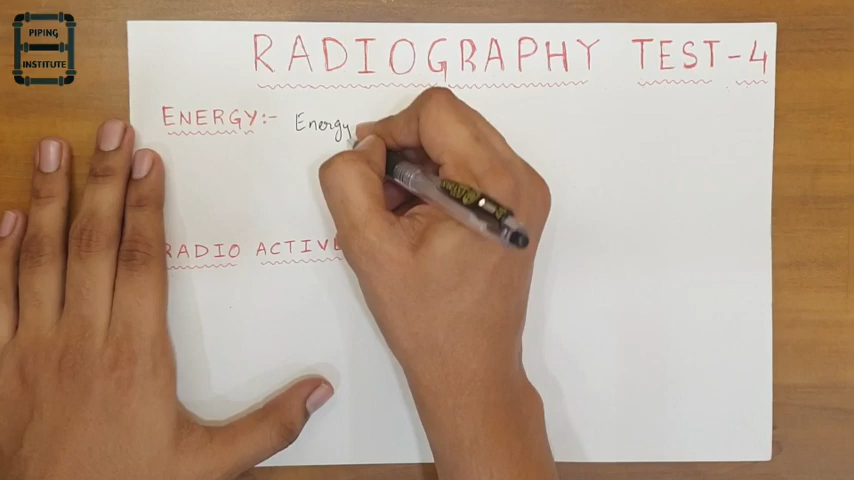 PIPING
INSTITUTE
RADIOGRAPHY TEST-4
ENERGY:- Energy
RADIO ACTIVE